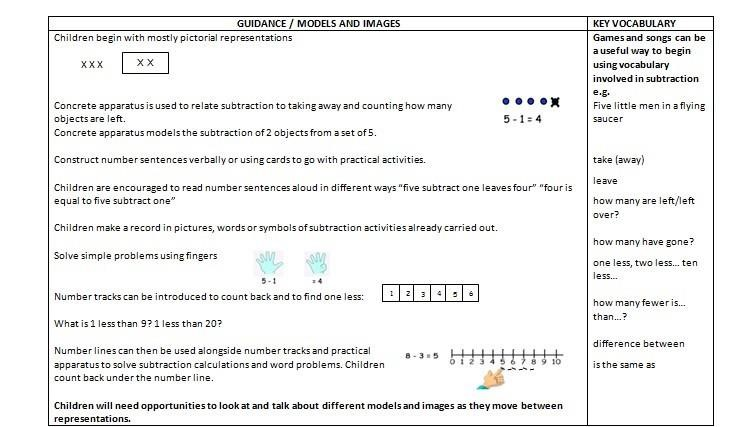 GUIDANCE / MODELS AND IMAGES
KEY VOCABULARY
Children begin with mostly pictorial representations
X X X
X X
Concrete apparatus is used to relate subtraction to taking away and counting how many
objects are left.
5 - 1 = 4
Concrete apparatus models the subtraction of 2 objects from a set of 5.
Construct number sentences verbally or using cards to go with practical activities.
Children are encouraged to read number sentences aloud in different ways "five subtract one leaves four" "four is
equal to five subtract one"
Children make a record in pictures, words or symbols of subtraction activities already carried out.
Solve simple problems using fingers
5 - 1
= 4
Number tracks can be introduced to count back and to find one less:
1 2 3 4 5 6
What is 1 less than 9? 1 less than 20?
Number lines can then be used alongside number tracks and practical
apparatus to solve subtraction calculations and word problems. Children
count back under the number line.
8 - 3 = 5
0 1 2 3 4 5 6 7 8 9 10
Children will need opportunities to look at and talk about different models and images as they move between
representations.
Games and songs can be
a useful way to begin
using vocabulary
involved in subtraction
e.g.
Five little men in a flying
saucer
take (away)
leave
how many are left/left
over?
how many have gone?
one less, two less... ten
less...
how many fewer is...
than...?
difference between
is the same as